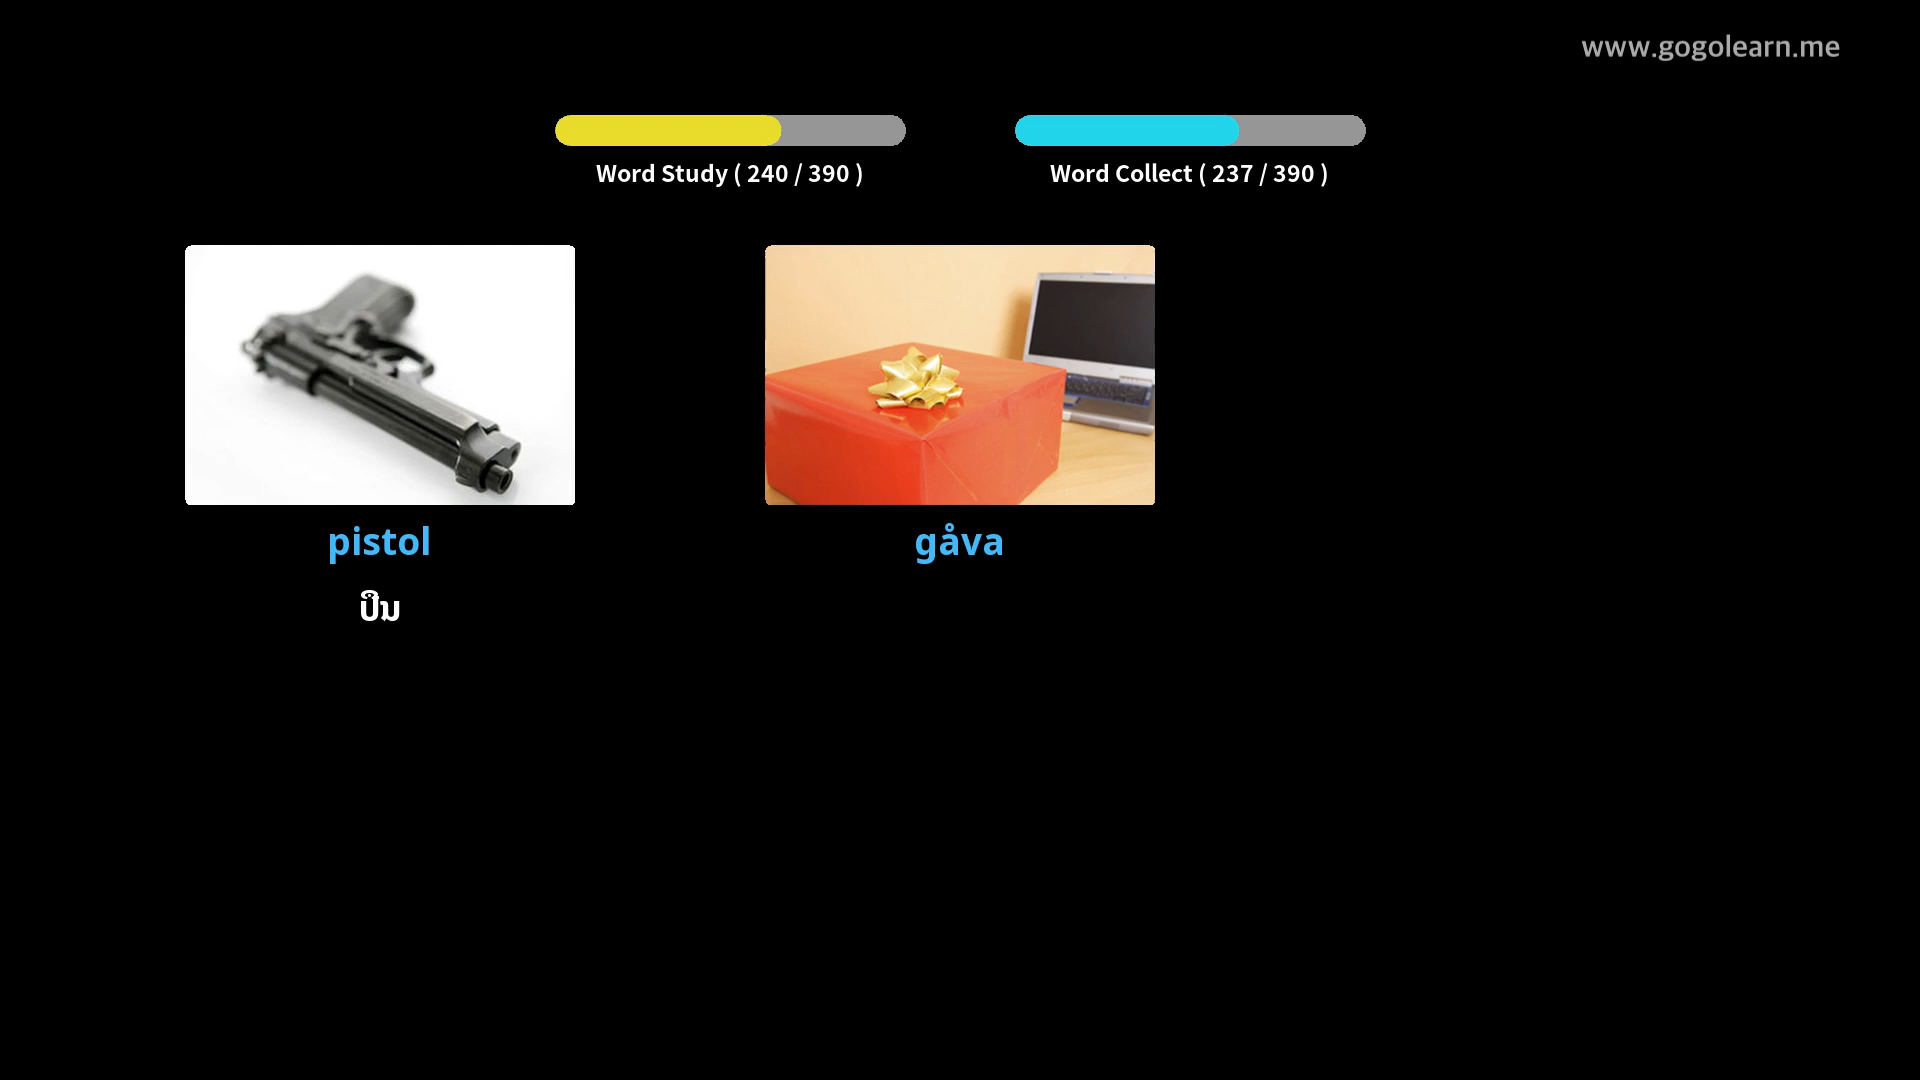 www.gogolearn.me
Word Study ( 240 / 390 )
Word Collect ( 237 / 390 )
pistol
gåva
ປືນ